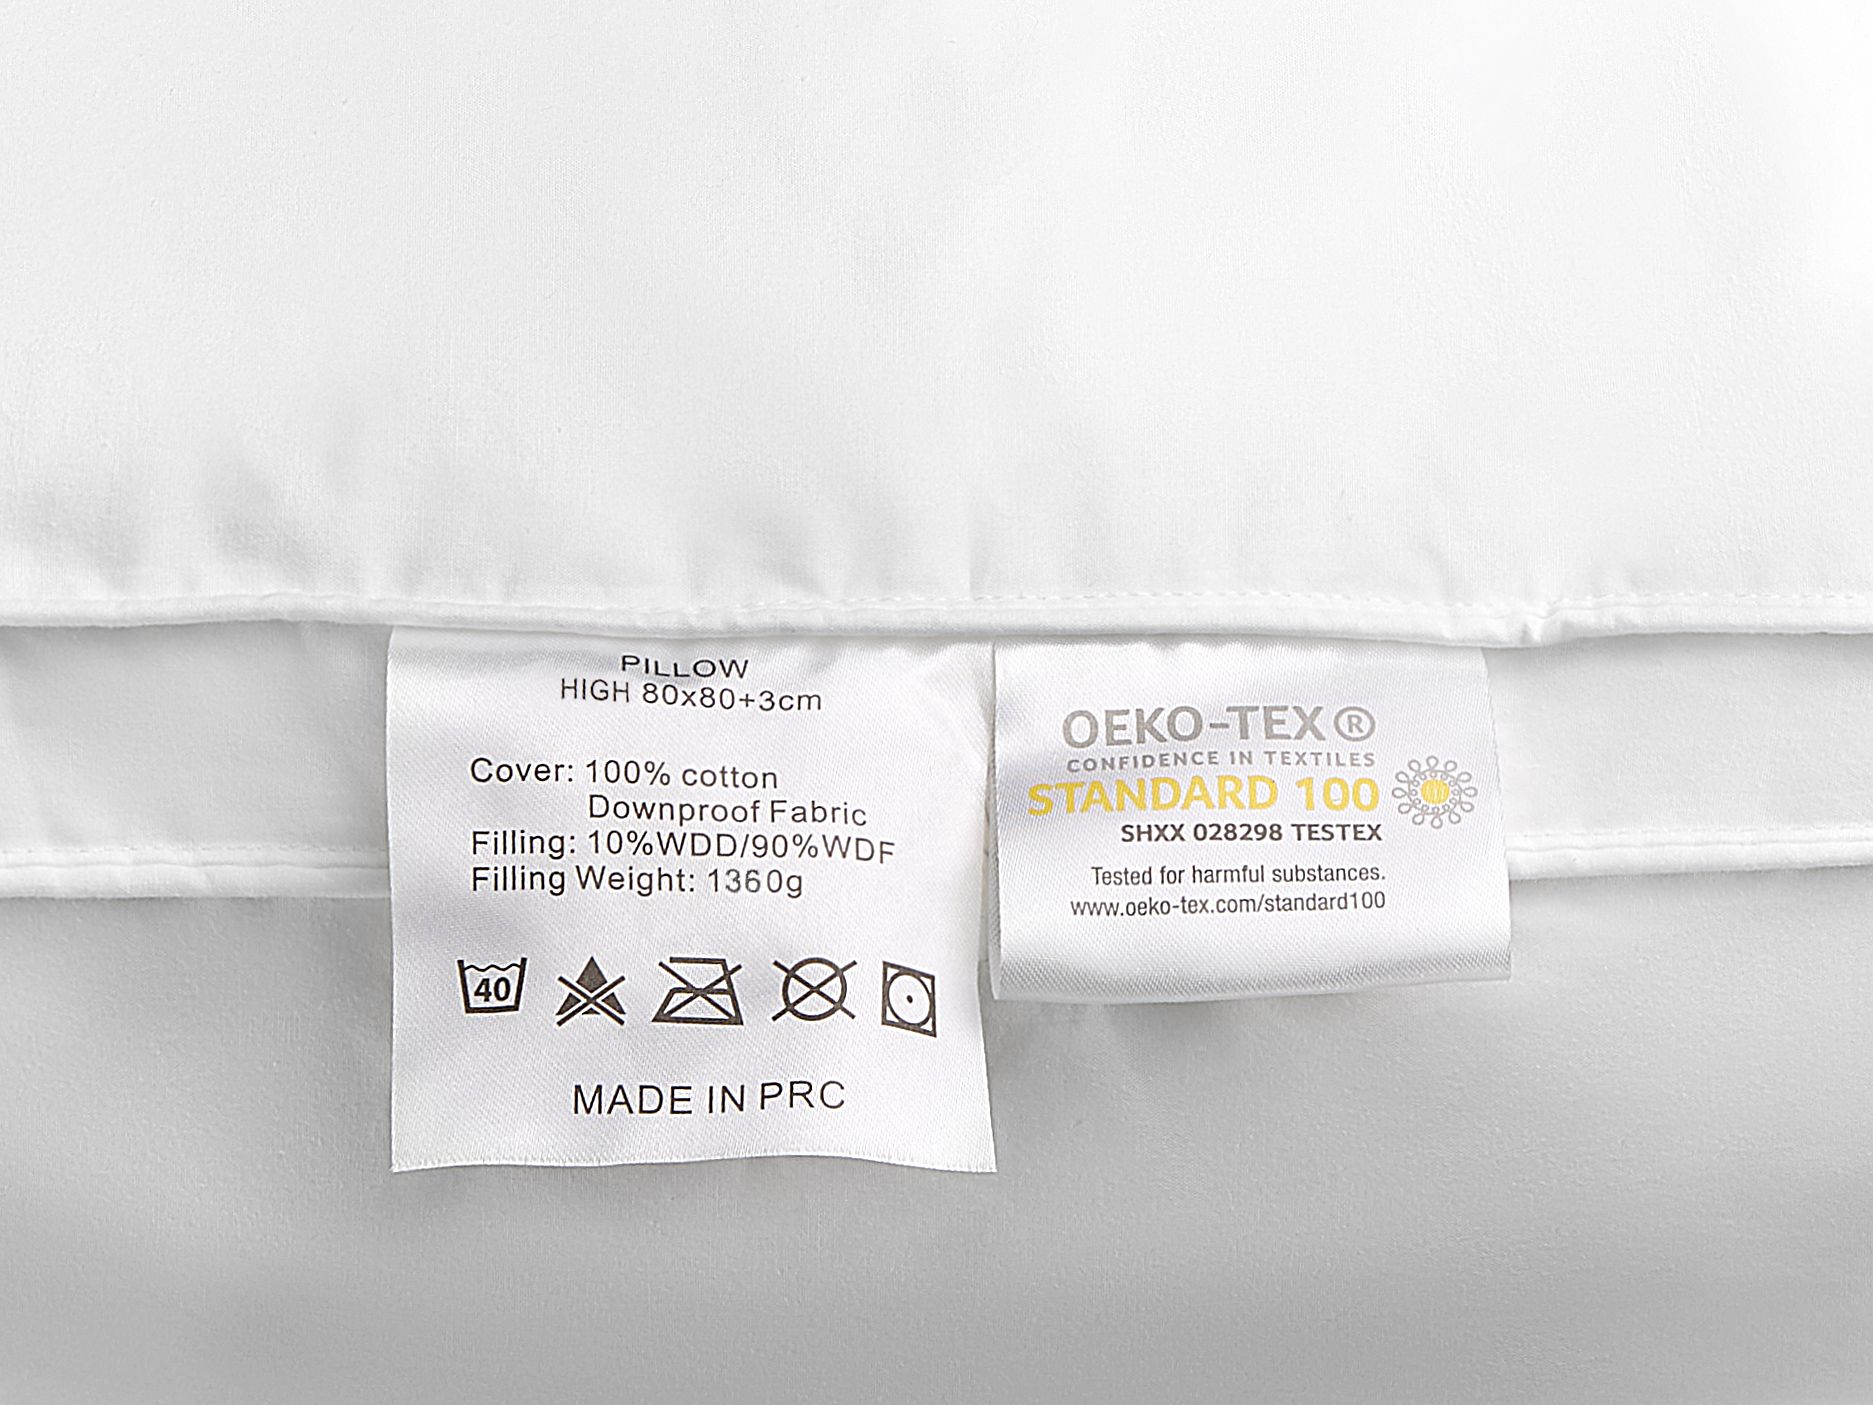 PILLOW
HIGH 80x80+3cm
Cover: 100% cotton
Downproof Fabric
Filling: 10%WDD/90%WDF
Filling Weight: 1360g
40
MADE IN PRC
OEKO-TEX®
CONFIDENCE IN TEXTILES
STANDARD 100
SHXX 028298 TESTEX
Tested for harmful substances.
www.oeko-tex.com/standard100